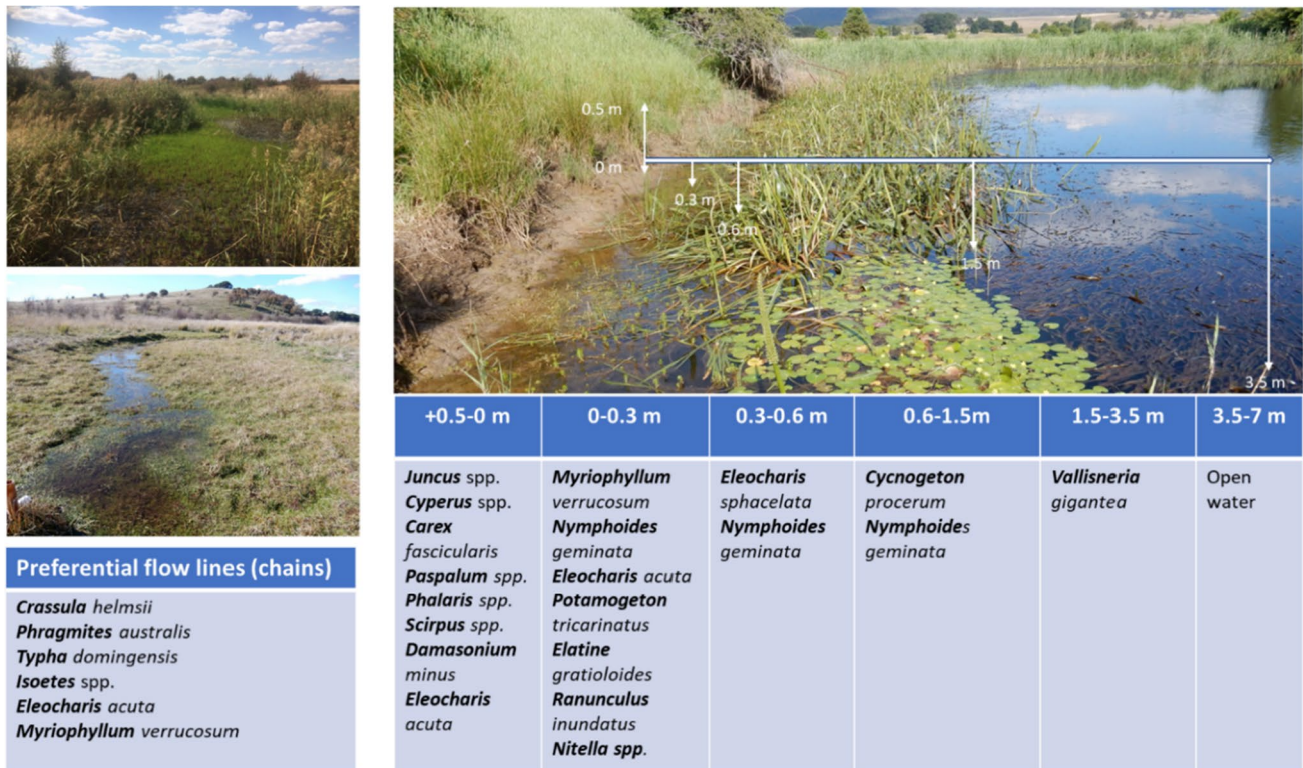 0.5 m
0 m
0.3 m
0.6 m
1.5 m
3.5 m
Preferential flow lines (chains)
Crassula helmsii
Phragmites australis
Typha domingensis
Isoetes spp.
Eleocharis acuta
Myriophyllum verrucosum
+0.5-0 m
Juncus spp.
Cyperus spp.
Carex
fascicularis
Paspalum spp.
Phalaris spp.
Scirpus spp.
Damasonium
minus
Eleocharis
acuta
0-0.3 m
Myriophyllum
verrucosum
Nymphoides
geminata
Eleocharis acuta
Potamogeton
tricarinatus
Elatine
gratioloides
Ranunculus
inundatus
Nitella spp.
0.3-0.6 m
Eleocharis
sphacelata
Nymphoides
geminata
0.6-1.5m
Cycnogeton
procerum
Nymphoides
geminata
1.5-3.5 m
Vallisneria
gigantea
3.5-7 m
Open
water